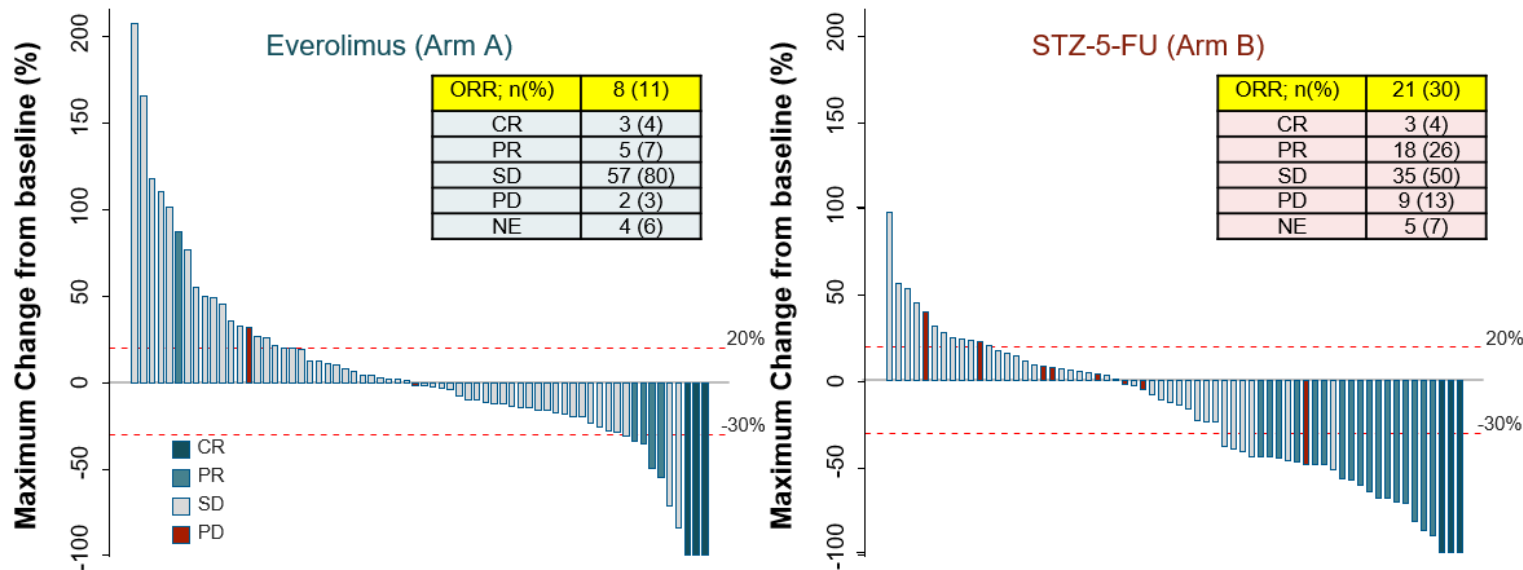 Everolimus (Arm A)
Maximum Change from baseline (%)
200
150
100
50
0
-50
-100
ORR; n(%) 8 (11)
CR 3 (4)
PR 5 (7)
SD 57 (80)
PD 2 (3)
NE 4 (6)
20%
-30%
CR
PR
SD
PD
STZ-5-FU (Arm B)
Maximum Change from baseline (%)
200
150
100
50
0
-50
-100
ORR; n(%) 21 (30)
CR 3 (4)
PR 18 (26)
SD 35 (50)
PD 9 (13)
NE 5 (7)
20%
-30%